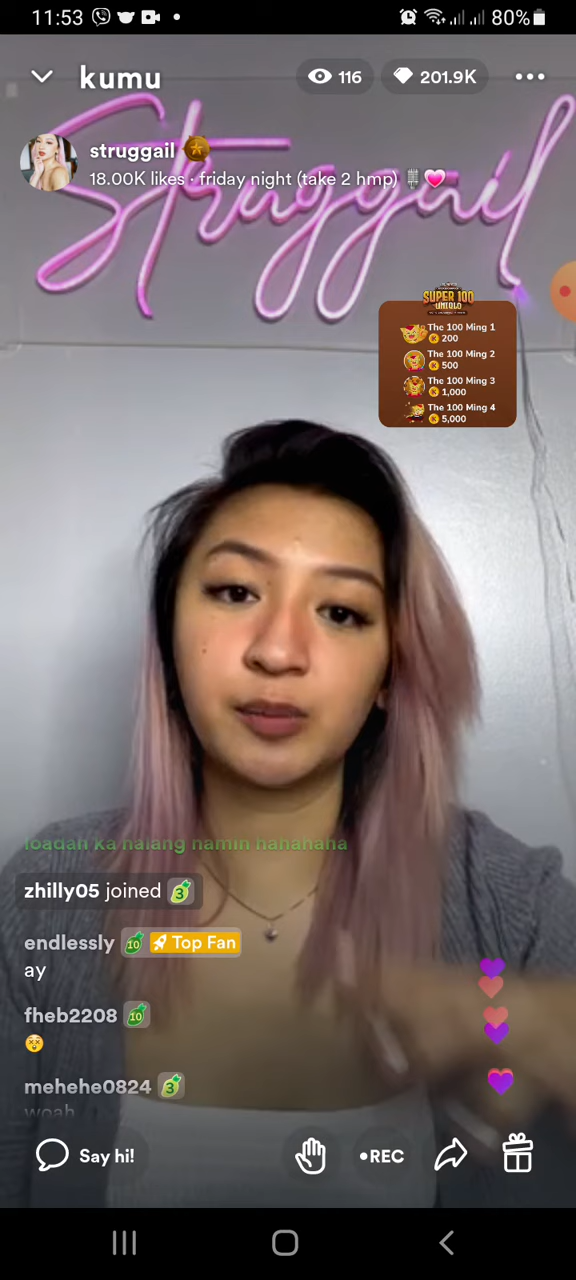 11:53
80%
kumu
116
201.9K
struggail
18.00K likes · friday night (take 2 hmp)
Struggail
SUPER 100
UNIQLO
The 100 Ming 1
200
The 100 Ming 2
500
The 100 Ming 3
1,000
The 100 Ming 4
5,000
loadan ka nalang namin hahahaha
zhilly05 joined 3
endlessly 10 Top Fan
ay
fheb2208 10
mehehe0824 3
woah
Say hi!
•REC